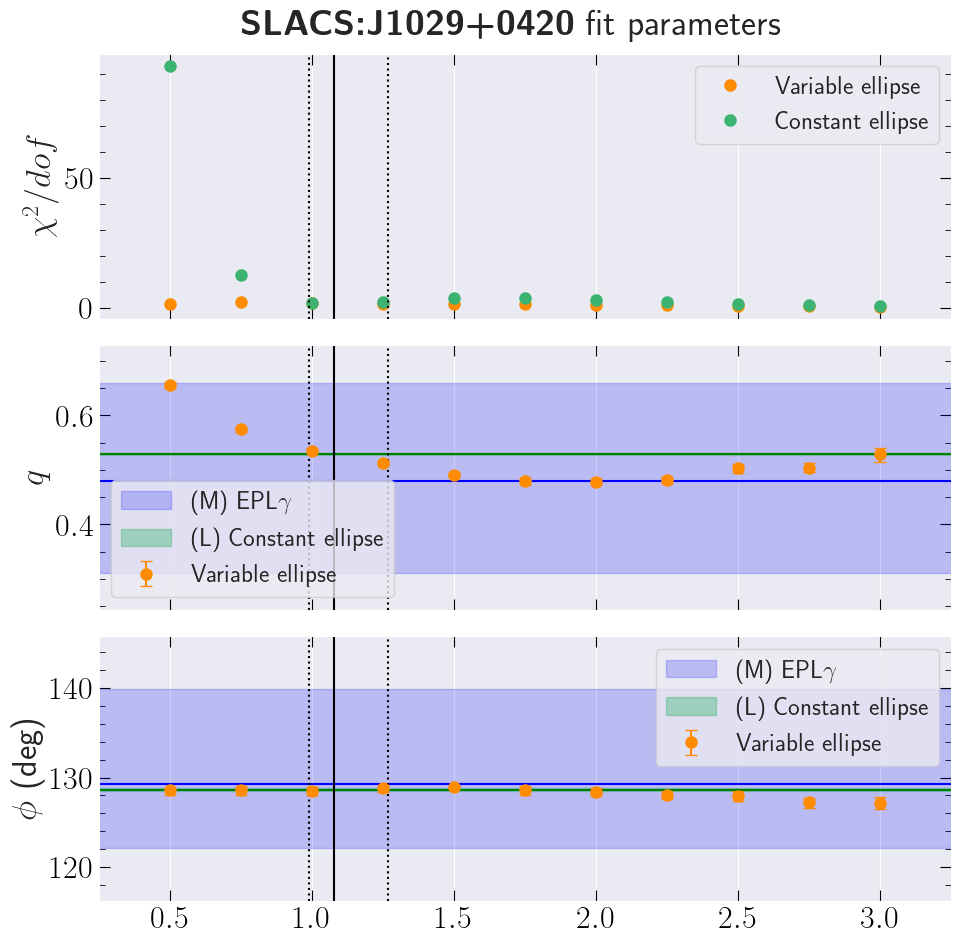 SLACS:J1029+0420 fit parameters
χ²/dof
50
0
Variable ellipse
Constant ellipse
q
0.6
0.4
(M) EPLγ
(L) Constant ellipse
Variable ellipse
ϕ (deg)
140
130
120
(M) EPLγ
(L) Constant ellipse
Variable ellipse
0.5 1.0 1.5 2.0 2.5 3.0